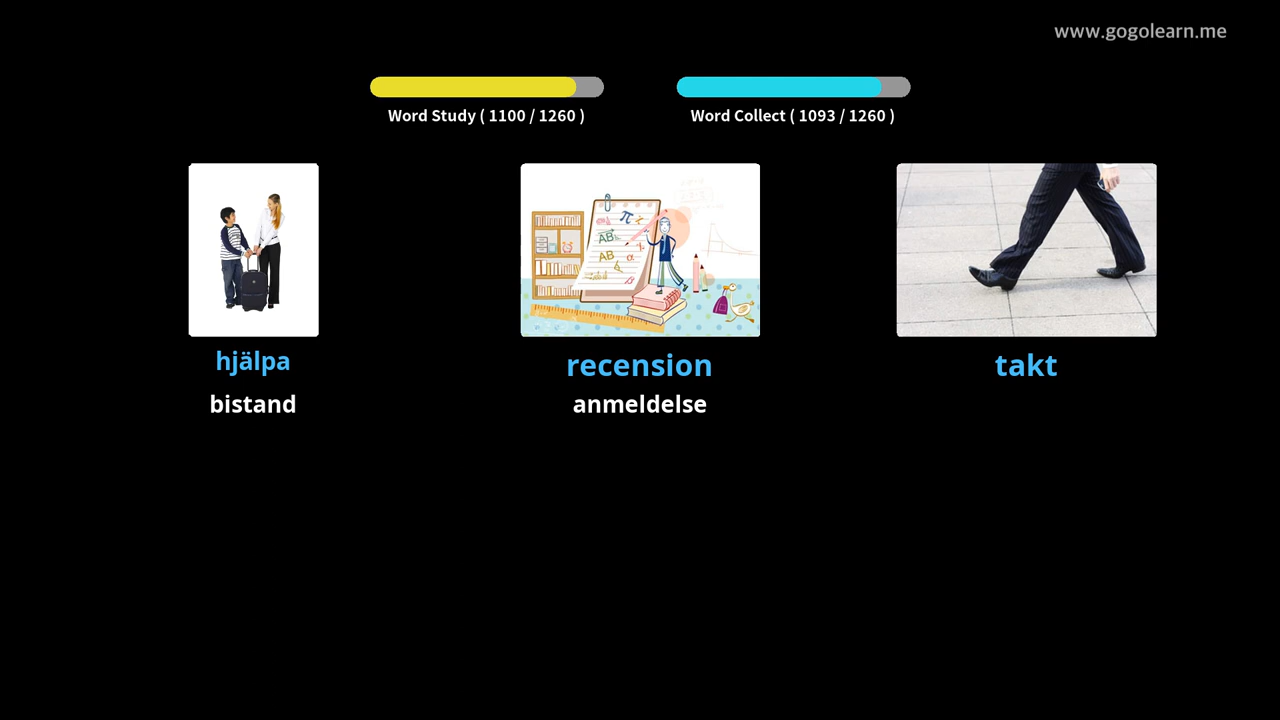 www.gogolearn.me
Word Study ( 1100 / 1260 )
Word Collect ( 1093 / 1260 )
hjälpa
recension
takt
bistand
anmeldelse